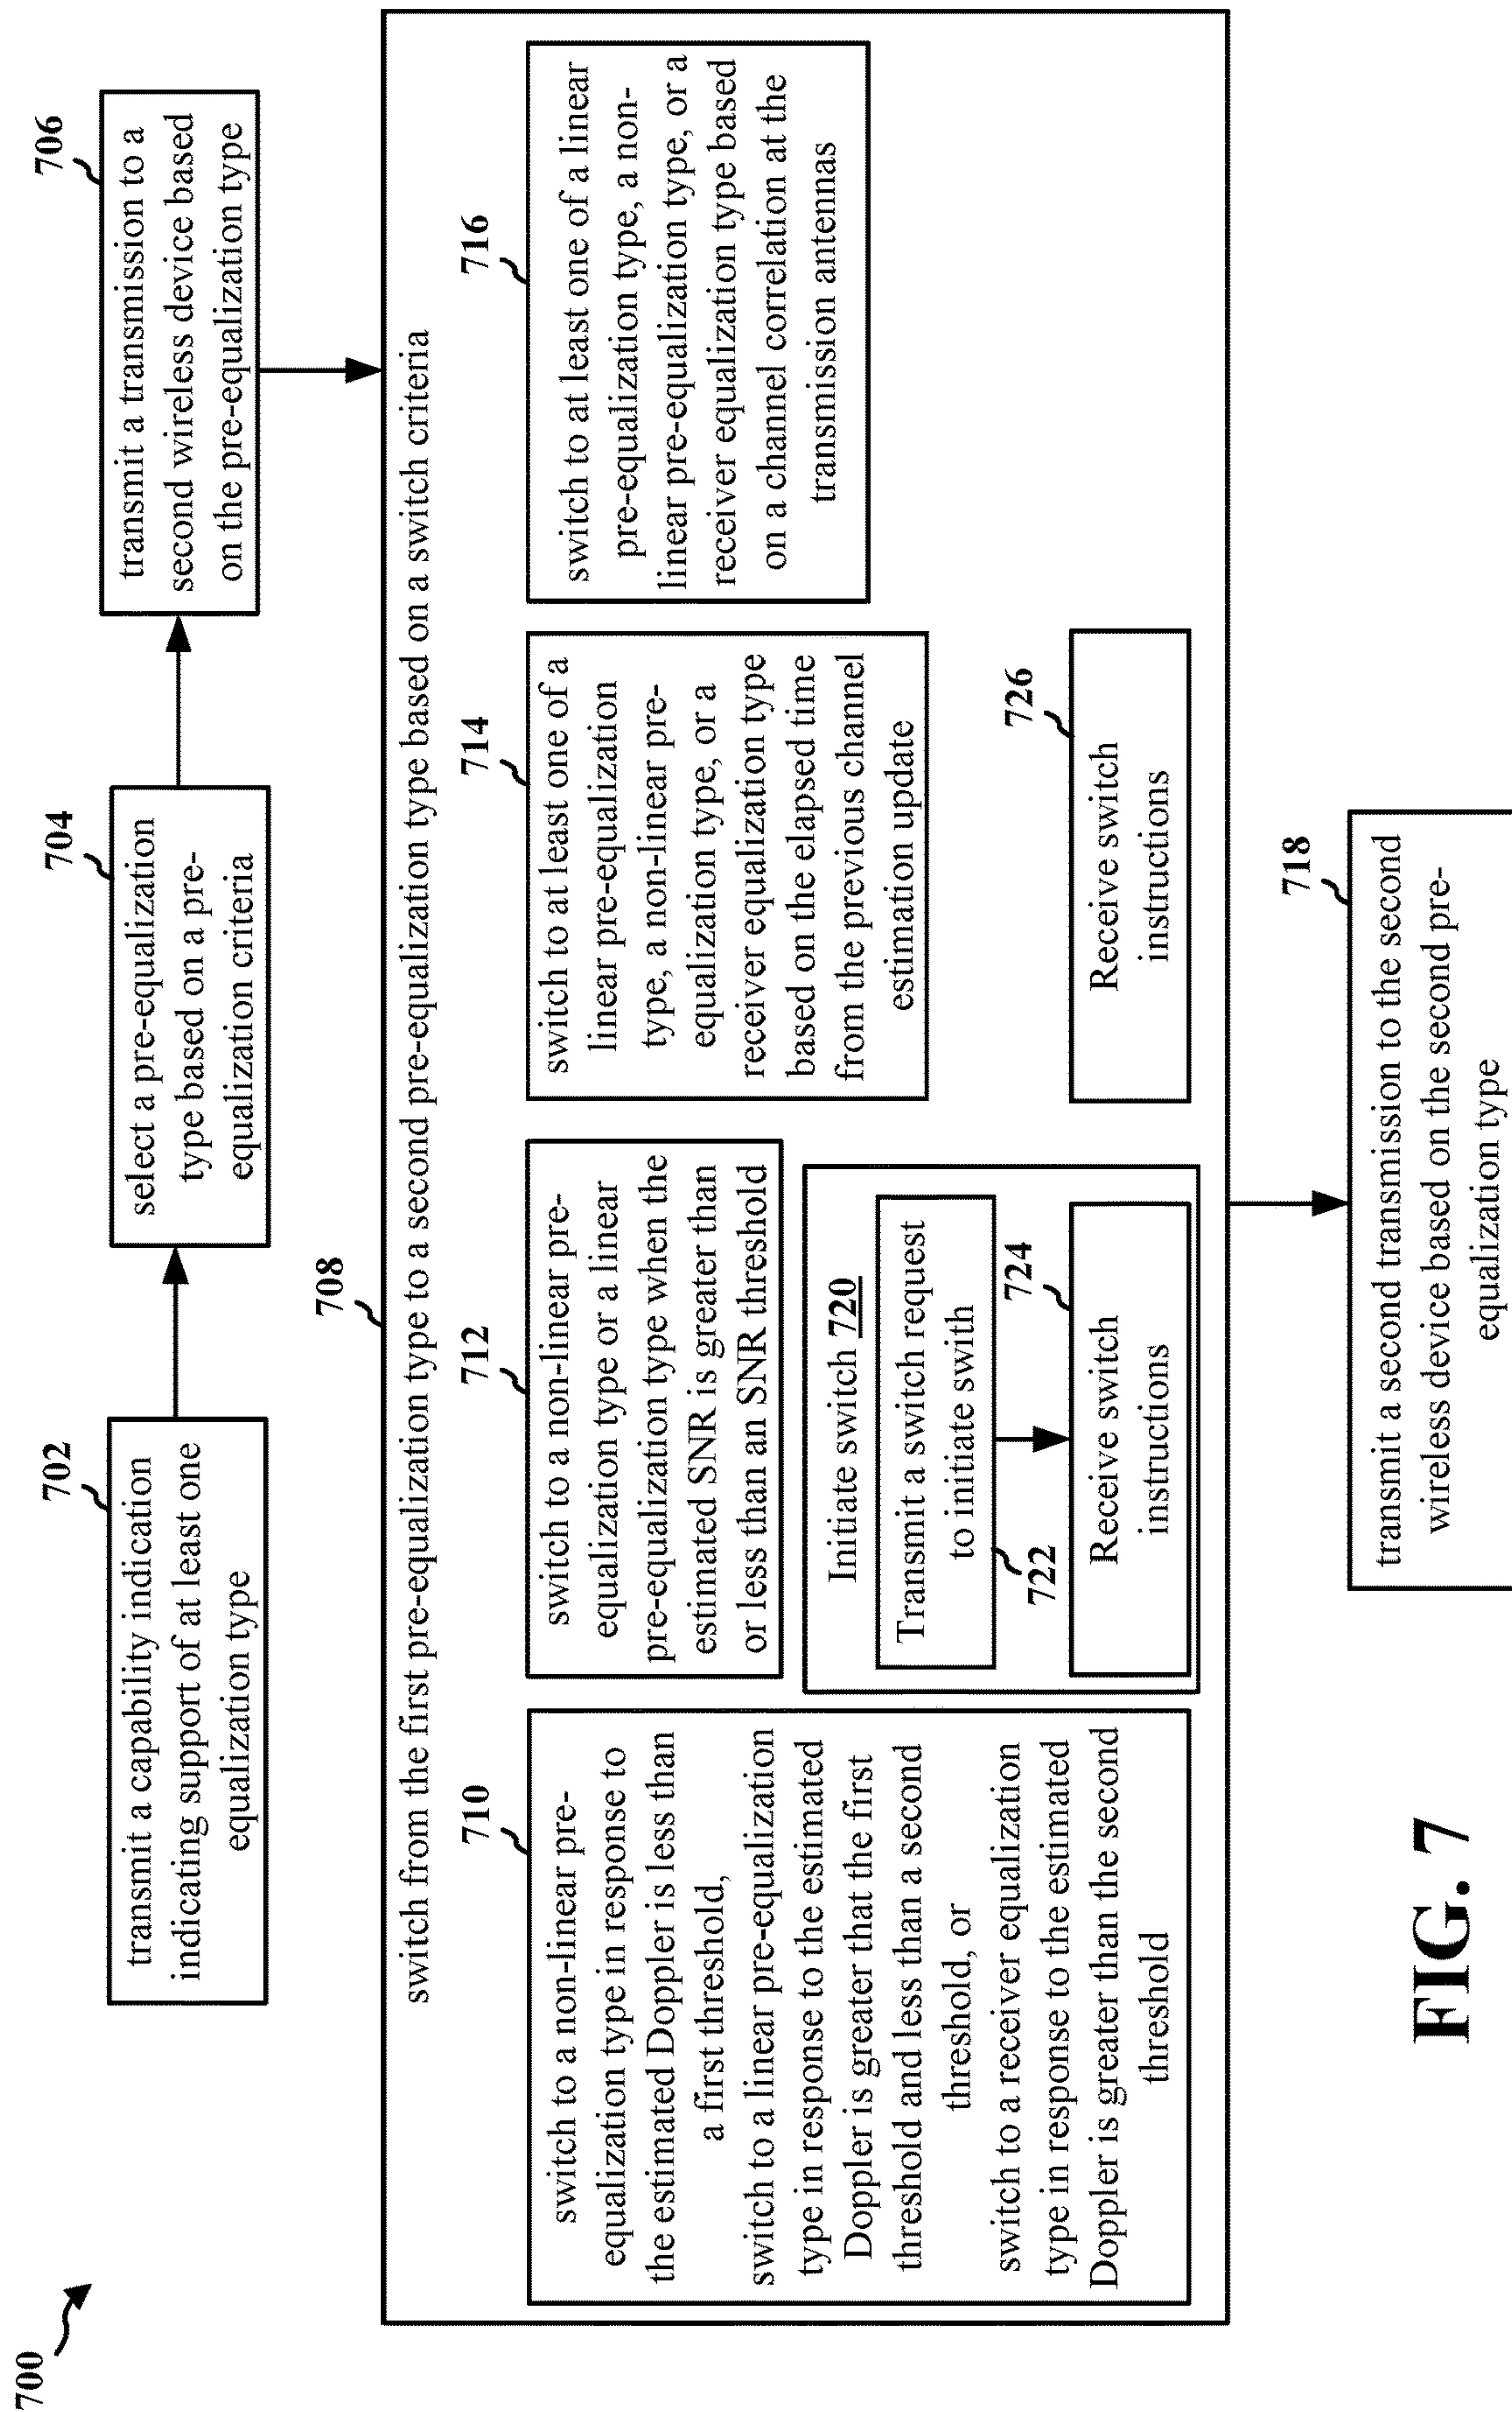 700
702
transmit a capability indication
indicating support of at least one
equalization type
704
select a pre-equalization
type based on a pre-
equalization criteria
706
transmit a transmission to a
second wireless device based
on the pre-equalization type
708
switch from the first pre-equalization type to a second pre-equalization type based on a switch criteria
710
switch to a non-linear pre-
equalization type in response to
the estimated Doppler is less than
a first threshold,
switch to a linear pre-equalization
type in response to the estimated
Doppler is greater that the first
threshold and less than a second
threshold, or
switch to a receiver equalization
type in response to the estimated
Doppler is greater than the second
threshold
712
switch to a non-linear pre-
equalization type or a linear
pre-equalization type when the
estimated SNR is greater than
or less than an SNR threshold
714
switch to at least one of a
linear pre-equalization
type, a non-linear pre-
equalization type, or a
receiver equalization type
based on the elapsed time
from the previous channel
estimation update
716
switch to at least one of a linear
pre-equalization type, a non-
linear pre-equalization type, or a
receiver equalization type based
on a channel correlation at the
transmission antennas
Initiate switch 720
Transmit a switch request
to initiate swith
722
724
Receive switch
instructions
726
Receive switch
instructions
718
transmit a second transmission to the second
wireless device based on the second pre-
equalization type
FIG. 7